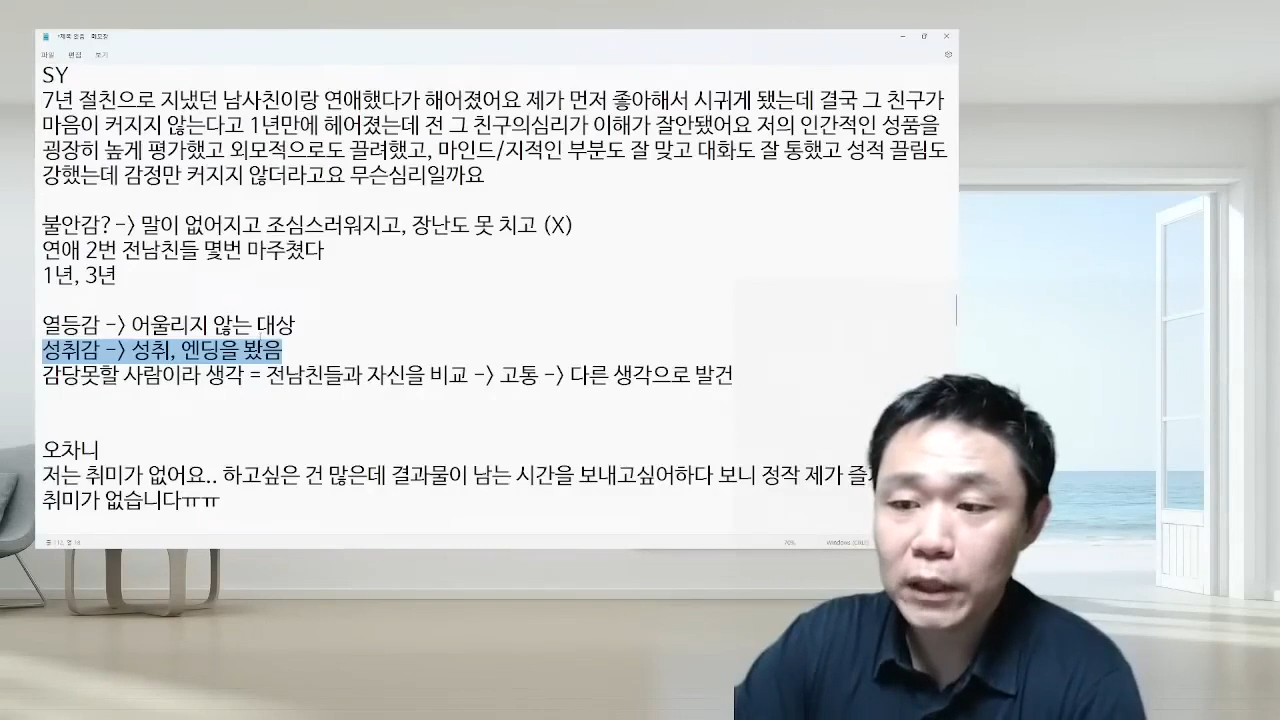 파일 편집 보기
SY
7년 절친으로 지냈던 남사친이랑 연애했다가 해어졌어요 제가 먼저 좋아해서 시귀게 됐는데 결국 그 친구가
마음이 커지지 않는다고 1년만에 헤어졌는데 전 그 친구의심리가 이해가 잘안됐어요 저의 인간적인 성품을
굉장히 높게 평가했고 외모적으로도 끌려했고, 마인드/지적인 부분도 잘 맞고 대화도 잘 통했고 성적 끌림도
강했는데 감정만 커지지 않더라고요 무슨심리일까요
불안감? -> 말이 없어지고 조심스러워지고, 장난도 못 치고 (X)
연애 2번 전남친들 몇번 마주쳤다
1년, 3년
열등감 -> 어울리지 않는 대상
성취감 -> 성취, 엔딩을 봤음
감당못할 사람이라 생각 = 전남친들과 자신을 비교 -> 고통 -> 다른 생각으로 발건
오차니
저는 취미가 없어요.. 하고싶은 건 많은데 결과물이 남는 시간을 보내고싶어하다 보니 정작 제가
취미가 없습니다ㅠㅠ
70%